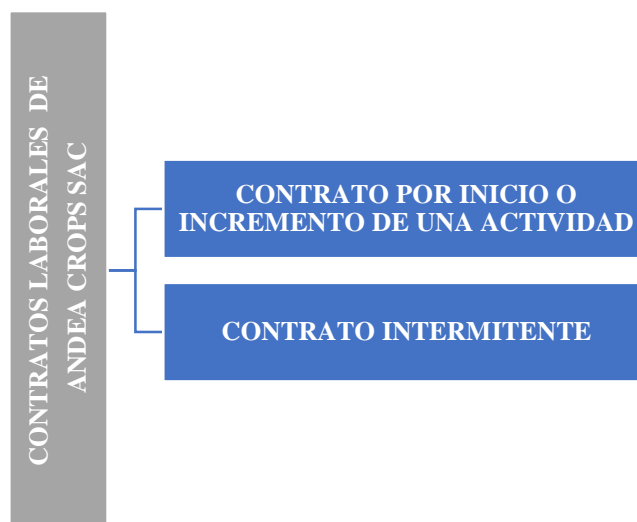 CONTRATOS LABORALES DE
ANDEA CROPS SAC
CONTRATO POR INICIO O
INCREMENTO DE UNA ACTIVIDAD
CONTRATO INTERMITENTE